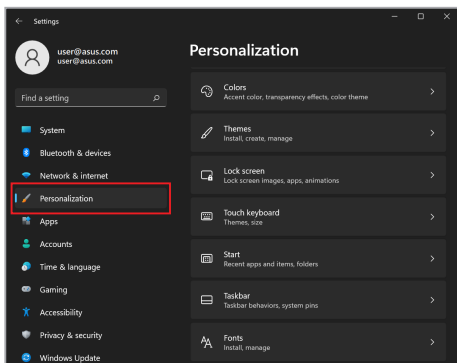 Settings
user@asus.com
user@asus.com
Find a setting
System
Bluetooth & devices
Network & internet
Personalization
Apps
Accounts
Time & language
Gaming
Accessibility
Privacy & security
Windows Update
Personalization
Colors
Accent color, transparency effects, color theme
Themes
Install, create, manage
Lock screen
Lock screen images, apps, animations
Touch keyboard
Themes, size
Start
Recent apps and items, folders
Taskbar
Taskbar behaviors, system pins
Fonts
Install, manage